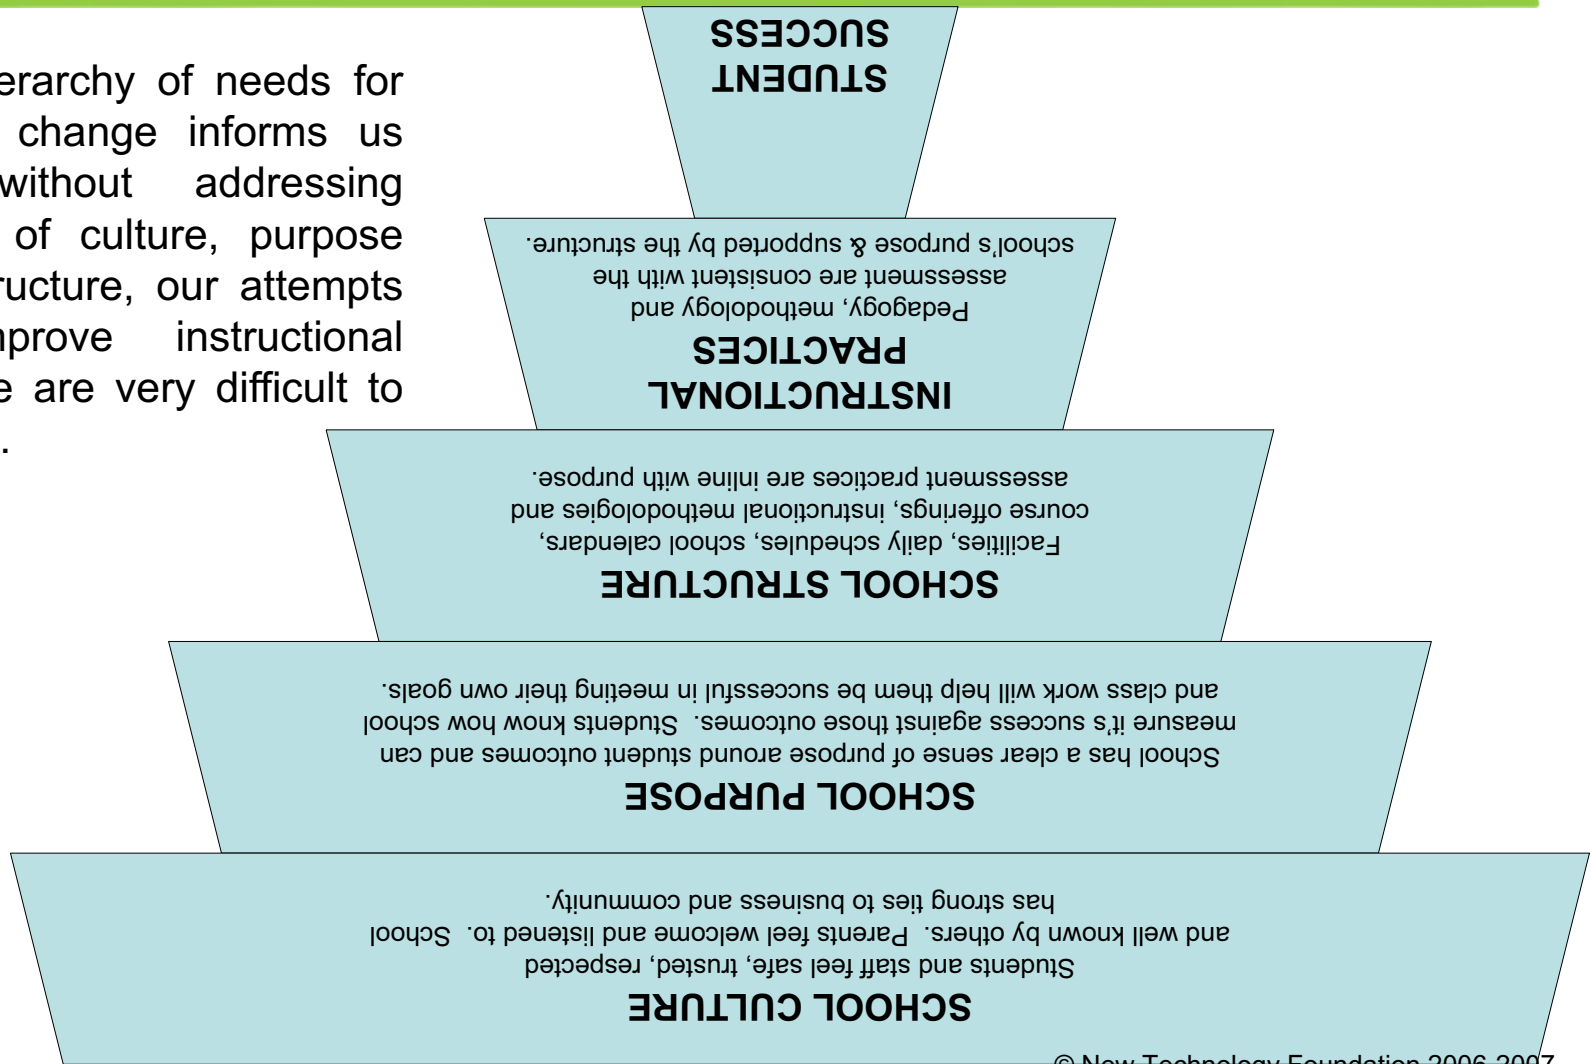 erarchy of needs for
change informs us
without addressing
of culture, purpose
ructure, our attempts
mprove instructional
e are very difficult to
.
STUDENT
SUCCESS
INSTRUCTIONAL
PRACTICES
Pedagogy, methodology and
assessment are consistent with the
school's purpose & supported by the structure.
SCHOOL STRUCTURE
Facilities, daily schedules, school calendars,
course offerings, instructional methodologies and
assessment practices are inline with purpose.
SCHOOL PURPOSE
School has a clear sense of purpose around student outcomes and can
measure it's success against those outcomes. Students know how school
and class work will help them be successful in meeting their own goals.
SCHOOL CULTURE
Students and staff feel safe, trusted, respected
and well known by others. Parents feel welcome and listened to. School
has strong ties to business and community.
© New Technology Foundation 2006-2007